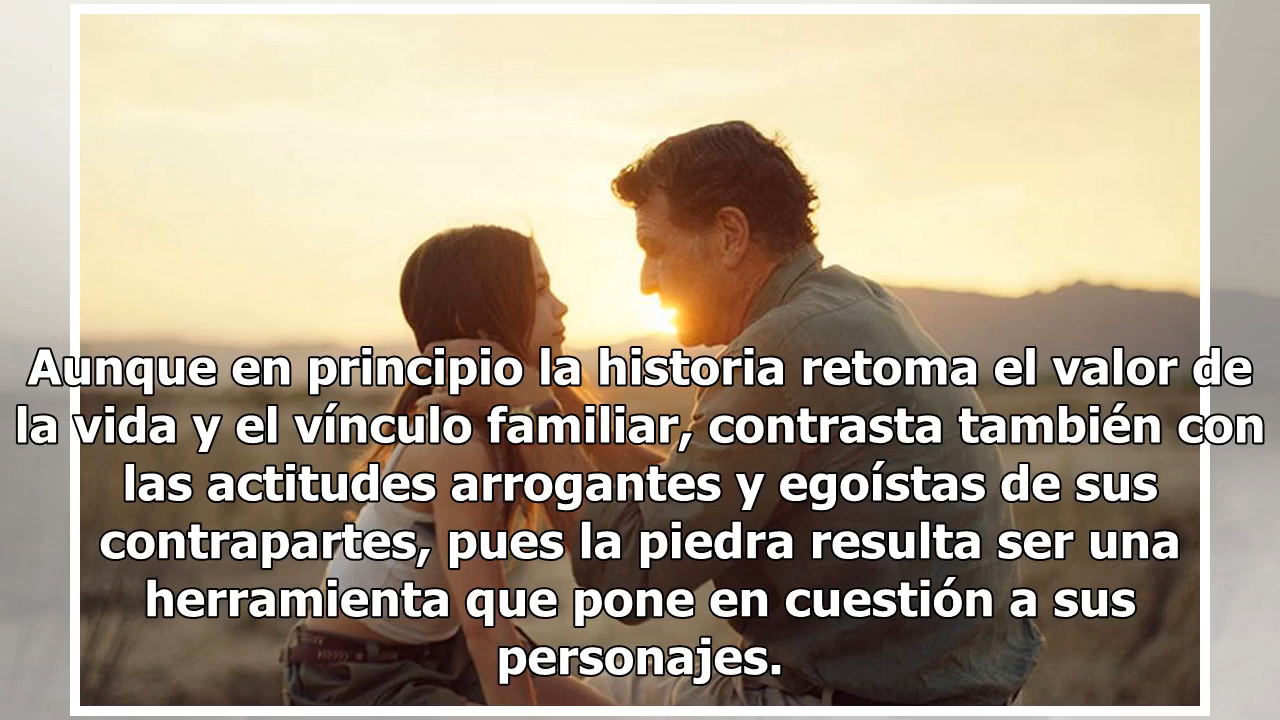 Aunque en principio la historia retoma el valor de
la vida y el vínculo familiar, contrasta también con
las actitudes arrogantes y egoístas de sus
contrapartes, pues la piedra resulta ser una
herramienta que pone en cuestión a sus
personajes.